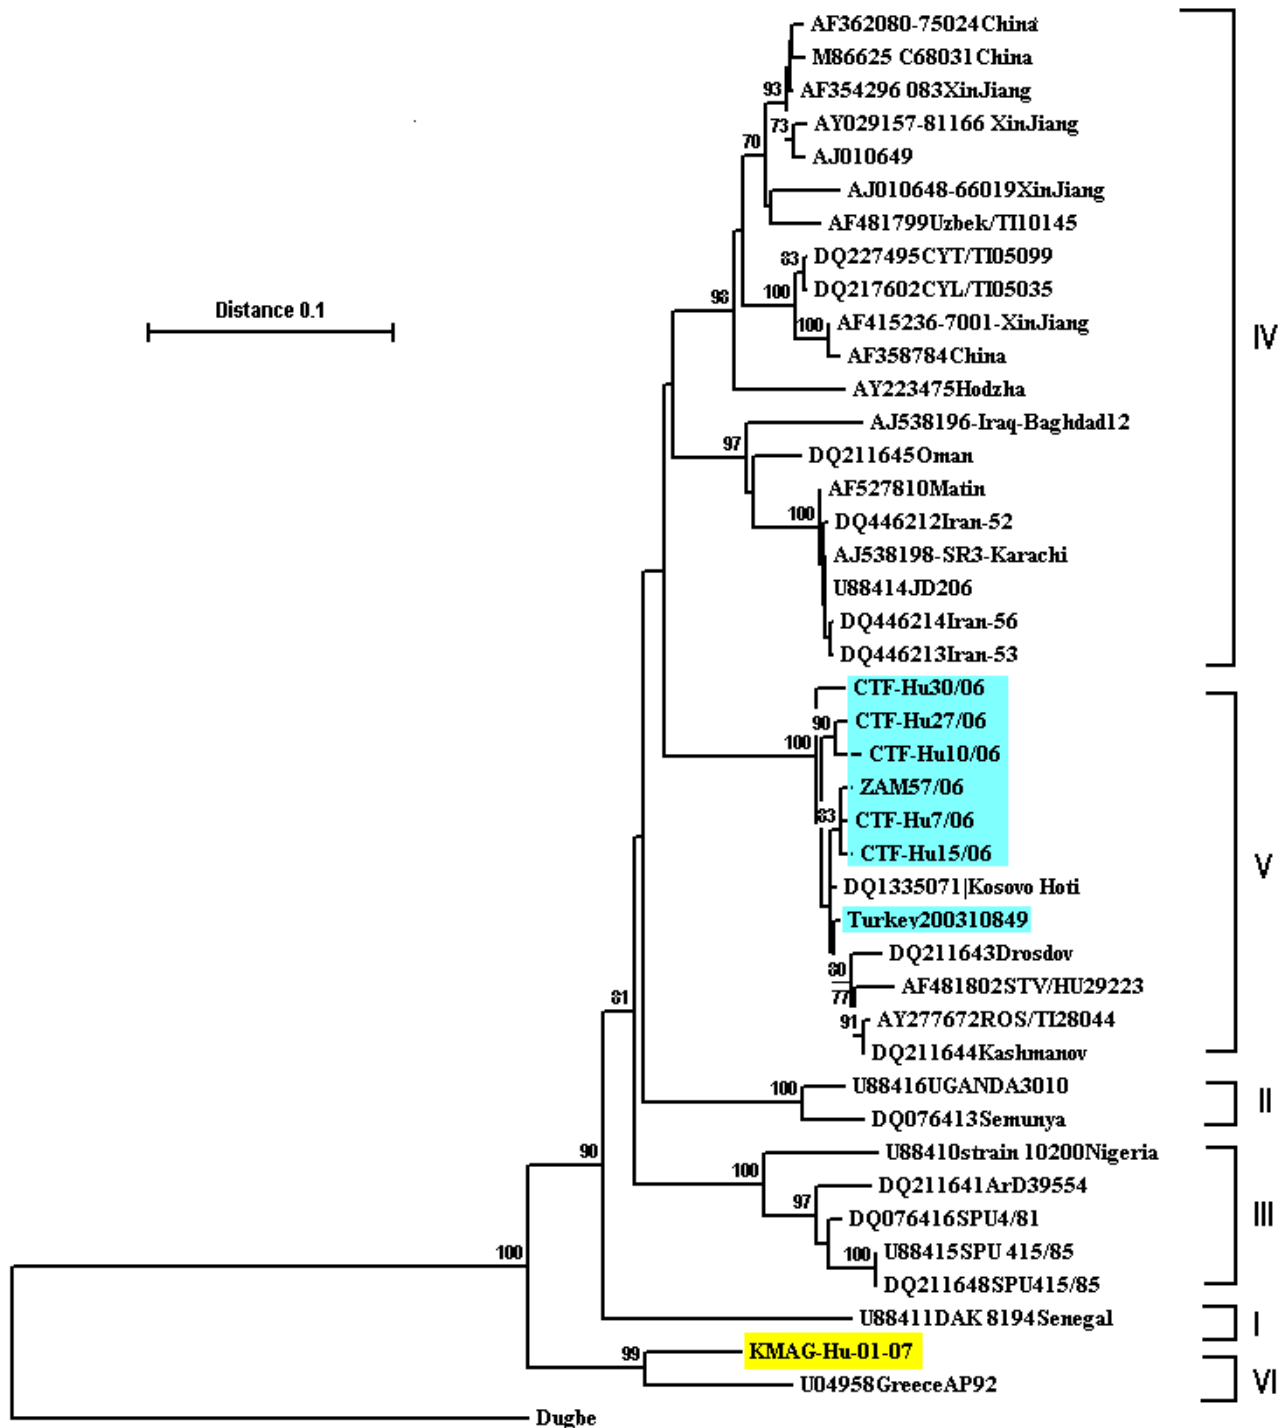 AF362080-75024China
M86625 C68031China
93
AF354296 083XinJiang
73
AY029157-81166 XinJiang
70
AJ010649
AJ010648-66019XinJiang
AF481799Uzbek/TI10145
83
DQ227495CYT/TI05099
100
DQ217602CYL/TI05035
98
Distance 0.1
100
AF415236-7001-XinJiang
IV
AF358784China
AY223475Hodzha
AJ538196-Iraq-Baghdad12
97
DQ211645Oman
AF527810Matin
100
DQ446212Iran-52
AJ538198-SR3-Karachi
U88414JD206
DQ446214Iran-56
DQ446213Iran-53
CTF-Hu30/06
90
CTF-Hu27/06
100
CTF-Hu10/06
ZAM57/06
83
CTF-Hu7/06
CTF-Hu15/06
V
DQ1335071|Kosovo Hoti
Turkey200310849
DQ211643Drosdov
80
77
AF481802STV/HU29223
91
AY277672ROS/TI28044
81
DQ211644Kashmanov
100
U88416UGANDA3010
II
DQ076413Semunya
90
U88410strain 10200Nigeria
100
DQ211641ArD39554
97
DQ076416SPU4/81
III
100
U88415SPU 415/85
100
DQ211648SPU415/85
U88411DAK 8194Senegal
I
99
KMAG-Hu-01-07
U04958GreeceAP92
VI
Dugbe